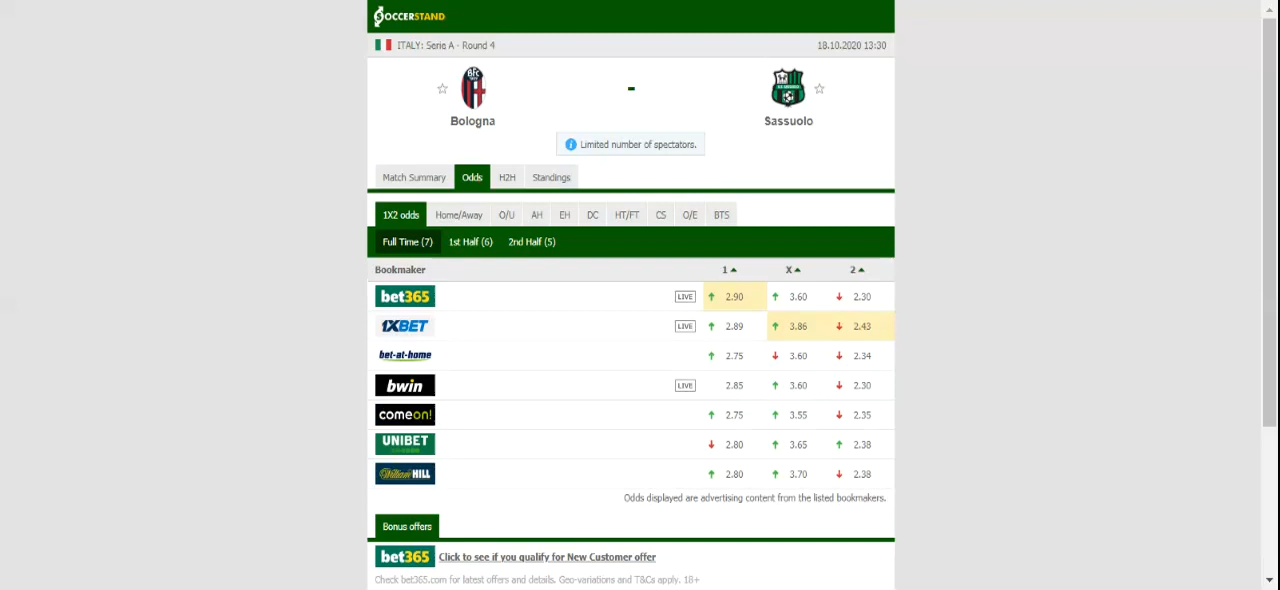 SOCCERSTAND
ITALY: Serie A - Round 4 18.10.2020 13:30
BFC
-
Bologna Sassuolo
Limited number of spectators.
Match Summary Odds H2H Standings
1X2 odds Home/Away O/U AH EH DC HT/FT CS O/E BTS
Full Time (7) 1st Half (6) 2nd Half (5)
Bookmaker 1 X 2
bet365 LIVE 2.90 3.60 2.30
1XBET LIVE 2.89 3.86 2.43
bet-at-home 2.75 3.60 2.34
bwin LIVE 2.85 3.60 2.30
comeon! 2.75 3.55 2.35
UNIBET 2.80 3.65 2.38
William HILL 2.80 3.70 2.38
Odds displayed are advertising content from the listed bookmakers.
Bonus offers
bet365 Click to see if you qualify for New Customer offer
Check bet365.com for latest offers and details. Geo-variations and T&Cs apply. 18+